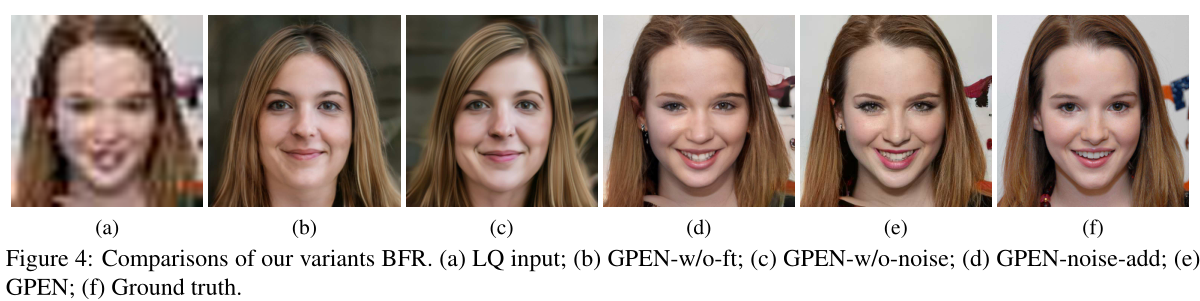 (a) (b) (c) (d) (e) (f)
Figure 4: Comparisons of our variants BFR. (a) LQ input; (b) GPEN-w/o-ft; (c) GPEN-w/o-noise; (d) GPEN-noise-add; (e)
GPEN; (f) Ground truth.